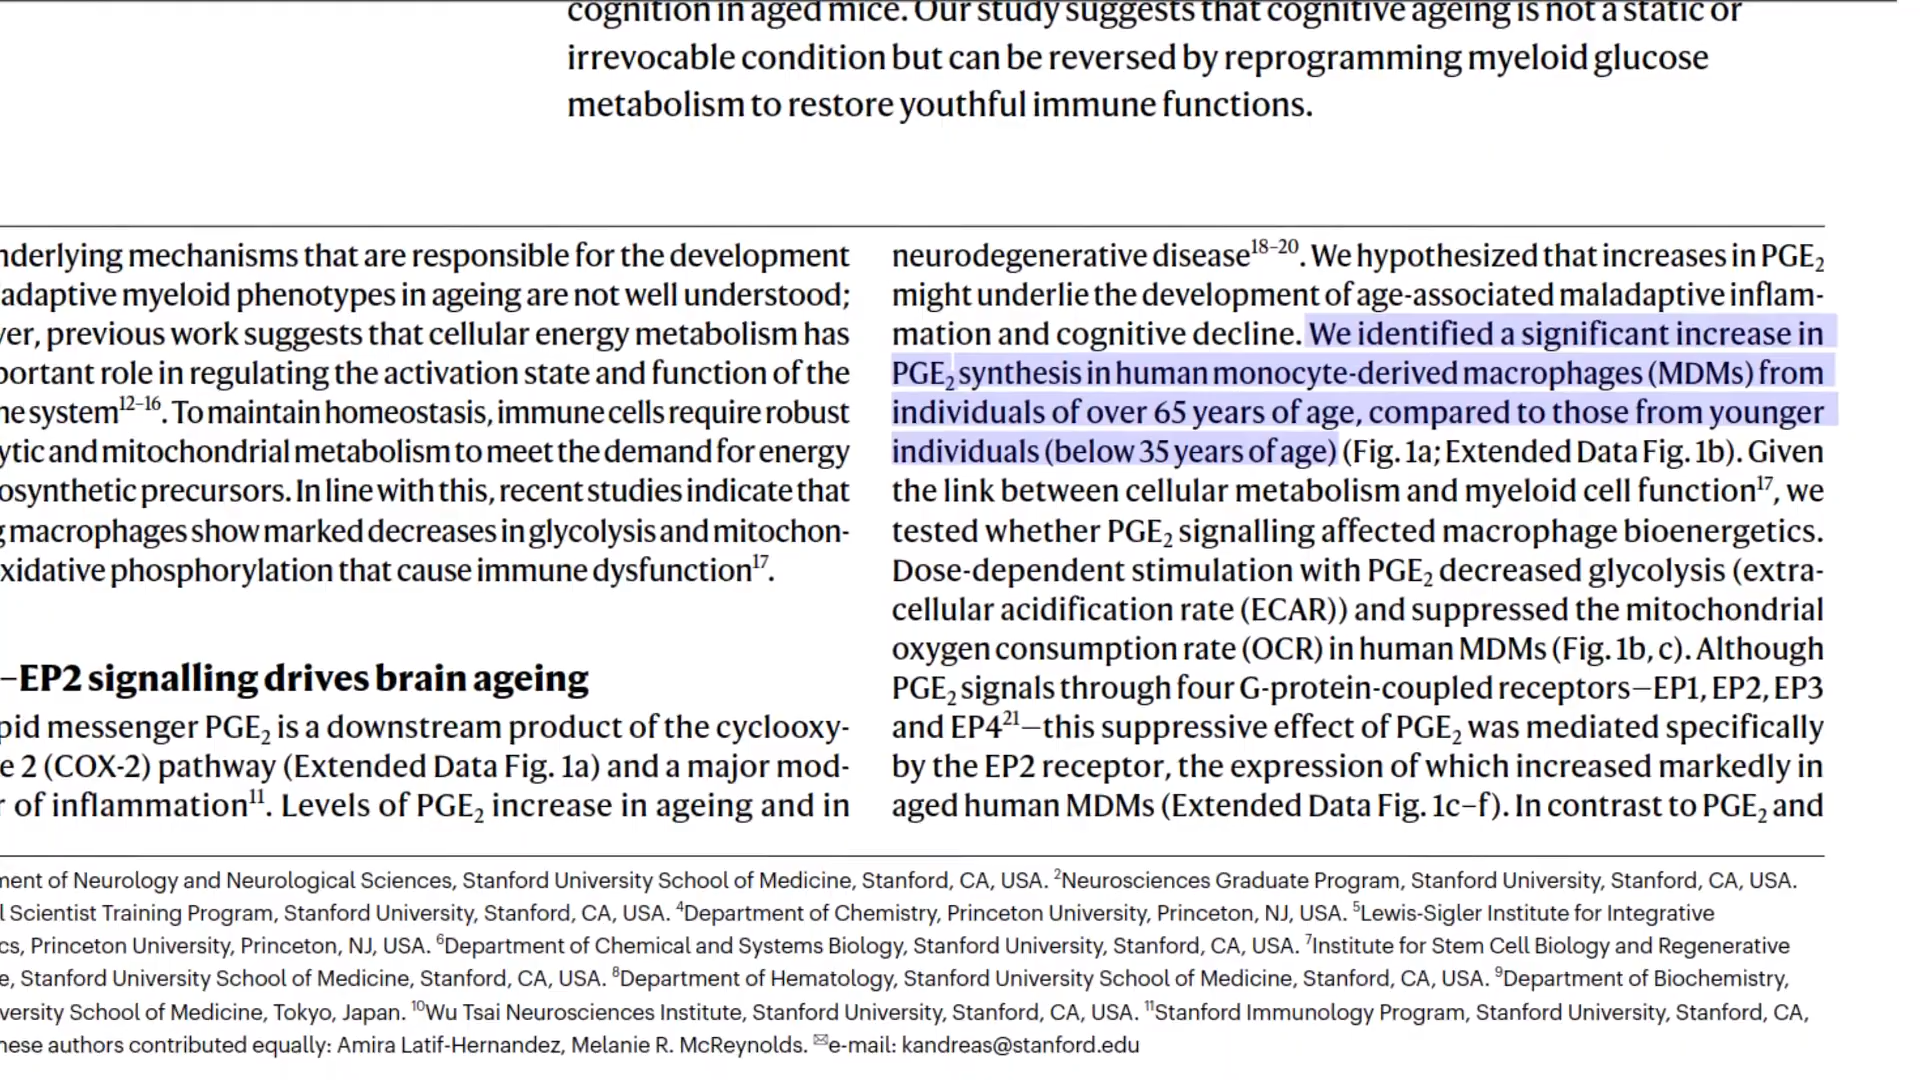 cognition in aged mice. Our study suggests that cognitive ageing is not a static or
irrevocable condition but can be reversed by reprogramming myeloid glucose
metabolism to restore youthful immune functions.
nderlying mechanisms that are responsible for the development
adaptive myeloid phenotypes in ageing are not well understood;
ver, previous work suggests that cellular energy metabolism has
portant role in regulating the activation state and function of the
ne system12–16. To maintain homeostasis, immune cells require robust
ytic and mitochondrial metabolism to meet the demand for energy
osynthetic precursors. In line with this, recent studies indicate that
g macrophages show marked decreases in glycolysis and mitochon-
xidative phosphorylation that cause immune dysfunction17.
–EP2 signalling drives brain ageing
pid messenger PGE2 is a downstream product of the cyclooxy-
e 2 (COX-2) pathway (Extended Data Fig. 1a) and a major mod-
r of inflammation11. Levels of PGE2 increase in ageing and in
neurodegenerative disease18–20. We hypothesized that increases in PGE2
might underlie the development of age-associated maladaptive inflam-
mation and cognitive decline. We identified a significant increase in
PGE2 synthesis in human monocyte-derived macrophages (MDMs) from
individuals of over 65 years of age, compared to those from younger
individuals (below 35 years of age) (Fig. 1a; Extended Data Fig. 1b). Given
the link between cellular metabolism and myeloid cell function17, we
tested whether PGE2 signalling affected macrophage bioenergetics.
Dose-dependent stimulation with PGE2 decreased glycolysis (extra-
cellular acidification rate (ECAR)) and suppressed the mitochondrial
oxygen consumption rate (OCR) in human MDMs (Fig. 1b, c). Although
PGE2 signals through four G-protein-coupled receptors—EP1, EP2, EP3
and EP421—this suppressive effect of PGE2 was mediated specifically
by the EP2 receptor, the expression of which increased markedly in
aged human MDMs (Extended Data Fig. 1c–f). In contrast to PGE2 and
ment of Neurology and Neurological Sciences, Stanford University School of Medicine, Stanford, CA, USA. 2Neurosciences Graduate Program, Stanford University, Stanford, CA, USA.
l Scientist Training Program, Stanford University, Stanford, CA, USA. 4Department of Chemistry, Princeton University, Princeton, NJ, USA. 5Lewis-Sigler Institute for Integrative
cs, Princeton University, Princeton, NJ, USA. 6Department of Chemical and Systems Biology, Stanford University, Stanford, CA, USA. 7Institute for Stem Cell Biology and Regenerative
e, Stanford University School of Medicine, Stanford, CA, USA. 8Department of Hematology, Stanford University School of Medicine, Stanford, CA, USA. 9Department of Biochemistry,
versity School of Medicine, Tokyo, Japan. 10Wu Tsai Neurosciences Institute, Stanford University, Stanford, CA, USA. 11Stanford Immunology Program, Stanford University, Stanford, CA,
hese authors contributed equally: Amira Latif-Hernandez, Melanie R. McReynolds. ✉e-mail: kandreas@stanford.edu